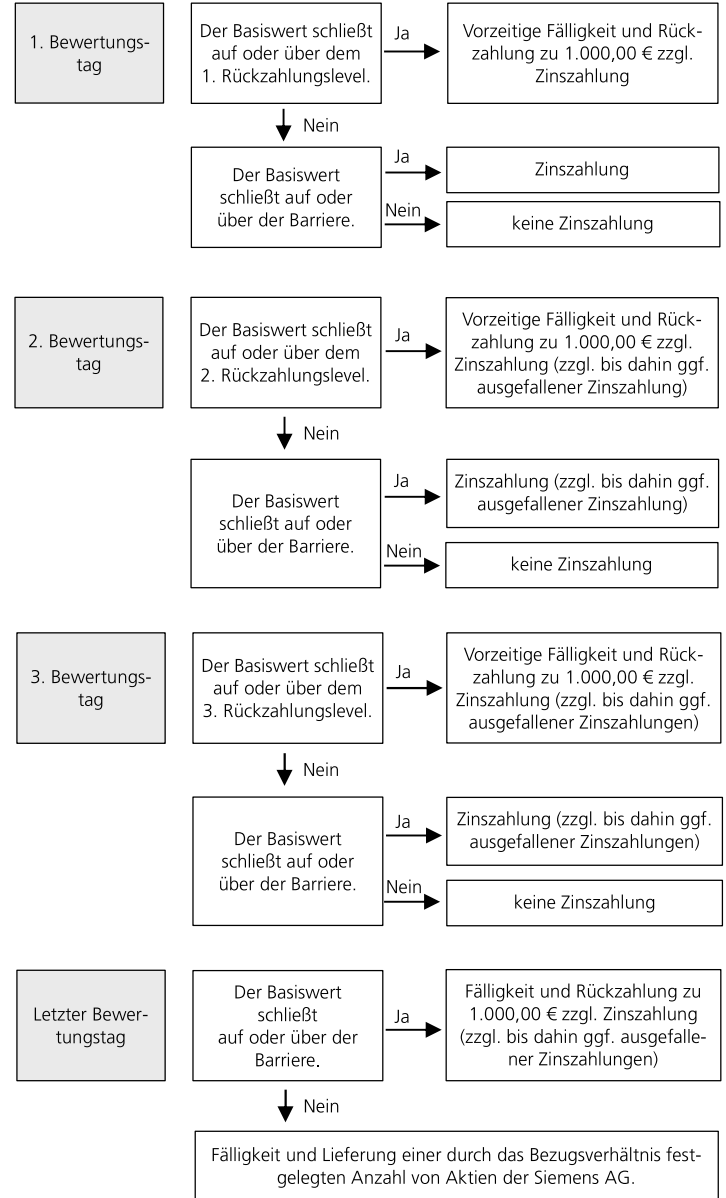 1. Bewertungs-
tag
Der Basiswert schließt
auf oder über dem
1. Rückzahlungslevel.
Ja
Vorzeitige Fälligkeit und Rück-
zahlung zu 1.000,00 € zzgl.
Zinszahlung
Nein
Der Basiswert
schließt auf oder
über der Barriere.
Ja
Zinszahlung
Nein
keine Zinszahlung
2. Bewertungs-
tag
Der Basiswert schließt
auf oder über dem
2. Rückzahlungslevel.
Ja
Vorzeitige Fälligkeit und Rück-
zahlung zu 1.000,00 € zzgl.
Zinszahlung (zzgl. bis dahin ggf.
ausgefallener Zinszahlung)
Nein
Der Basiswert
schließt auf oder
über der Barriere.
Ja
Zinszahlung (zzgl. bis dahin ggf.
ausgefallener Zinszahlung)
Nein
keine Zinszahlung
3. Bewertungs-
tag
Der Basiswert schließt
auf oder über dem
3. Rückzahlungslevel.
Ja
Vorzeitige Fälligkeit und Rück-
zahlung zu 1.000,00 € zzgl.
Zinszahlung (zzgl. bis dahin ggf.
ausgefallener Zinszahlungen)
Nein
Der Basiswert
schließt auf oder
über der Barriere.
Ja
Zinszahlung (zzgl. bis dahin ggf.
ausgefallener Zinszahlungen)
Nein
keine Zinszahlung
Letzter Bewer-
tungstag
Der Basiswert
schließt
auf oder über der
Barriere.
Ja
Fälligkeit und Rückzahlung zu
1.000,00 € zzgl. Zinszahlung
(zzgl. bis dahin ggf. ausgefalle-
ner Zinszahlungen)
Nein
Fälligkeit und Lieferung einer durch das Bezugsverhältnis fest-
gelegten Anzahl von Aktien der Siemens AG.